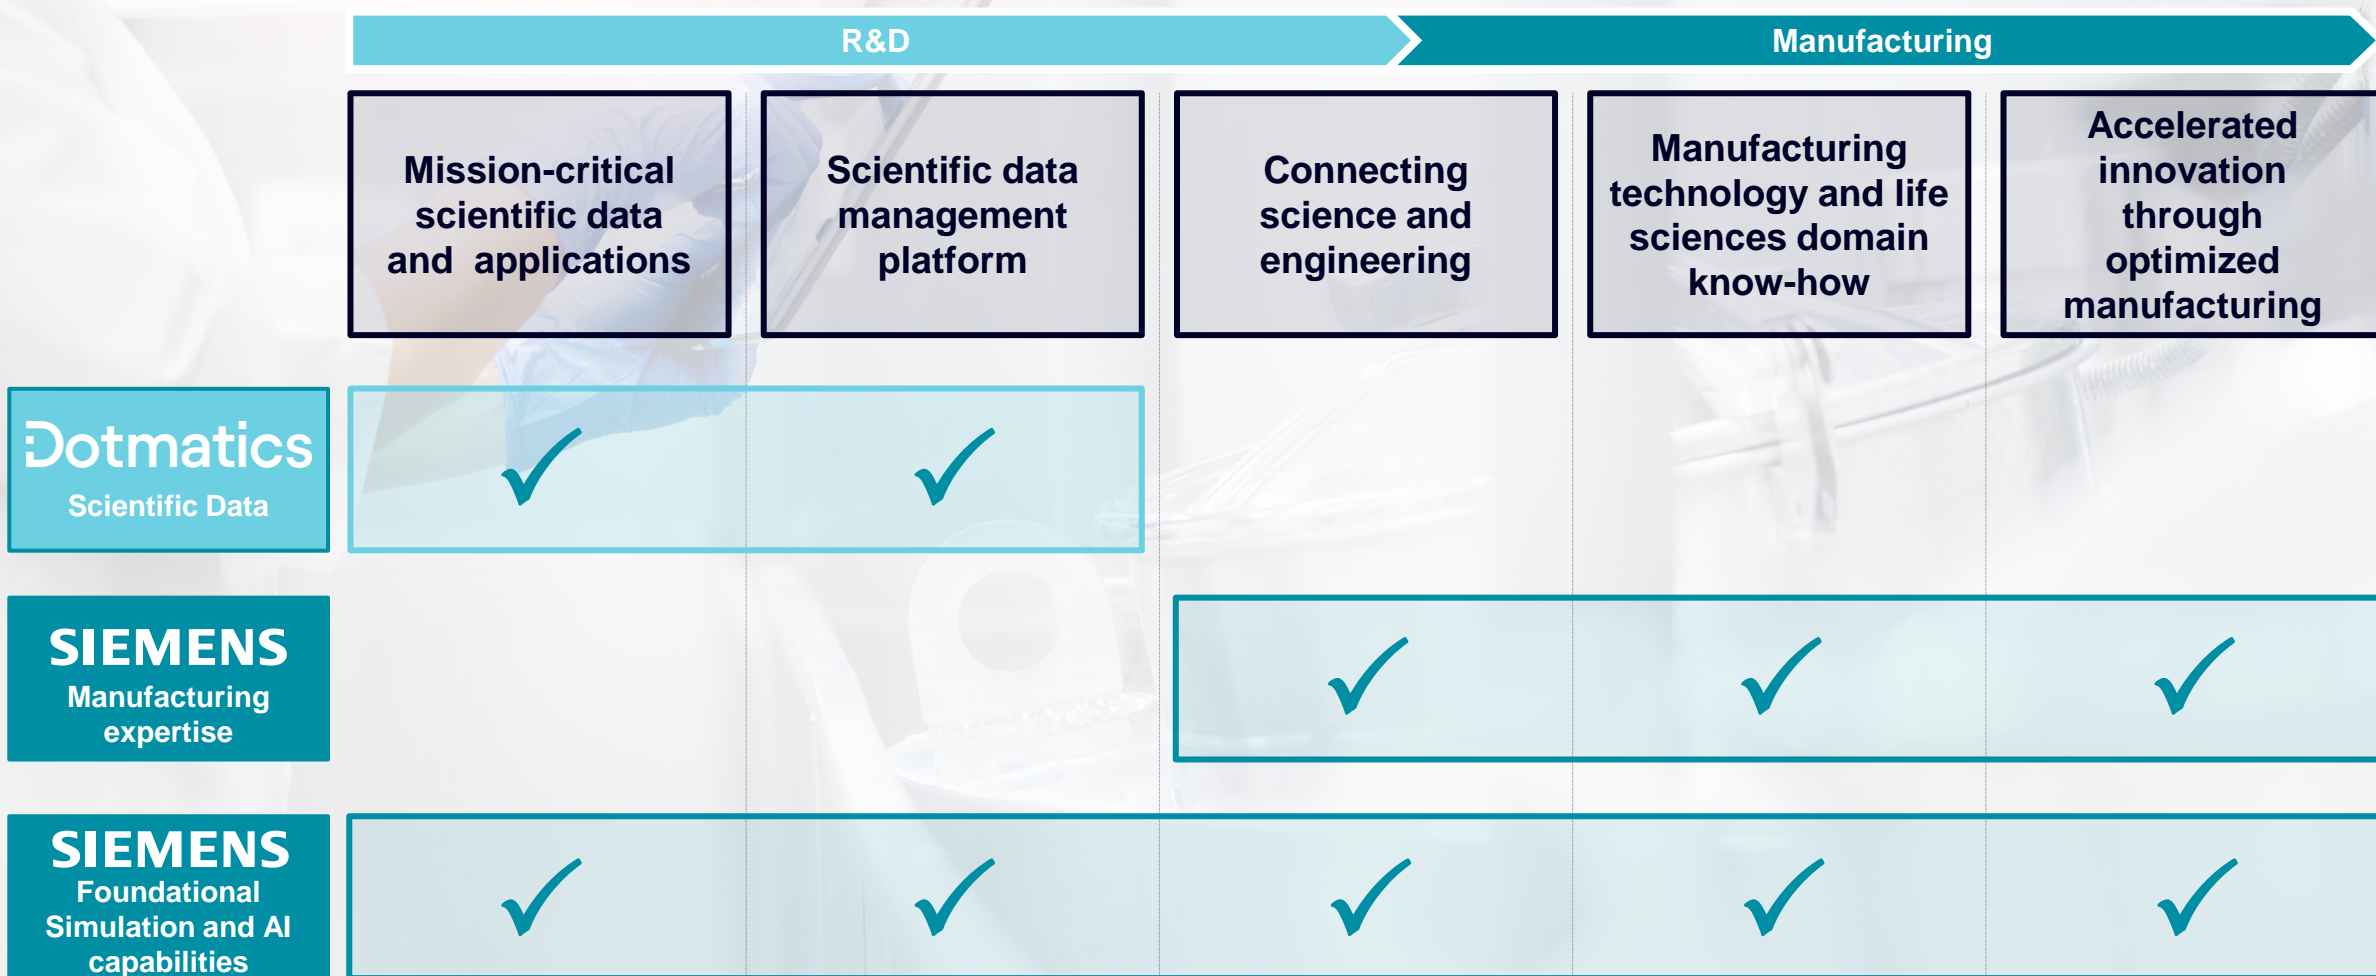 R&D
Manufacturing
Mission-critical
scientific data
and  applications
Scientific data
management
platform
Connecting
science and
engineering
Manufacturing
technology and life
sciences domain
know-how
Accelerated
innovation
through
optimized
manufacturing
Dotmatics
Scientific Data
SIEMENS
Manufacturing
expertise
SIEMENS
Foundational
Simulation and AI
capabilities